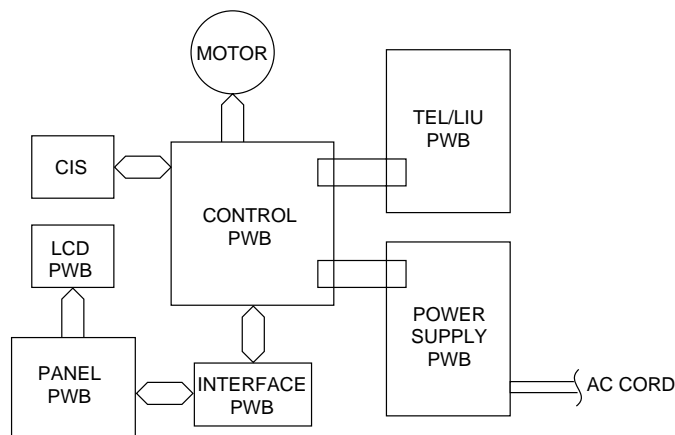 MOTOR
TEL/LIU
PWB
CIS
CONTROL
PWB
LCD
PWB
POWER
SUPPLY
PWB
PANEL
PWB
INTERFACE
PWB
AC CORD